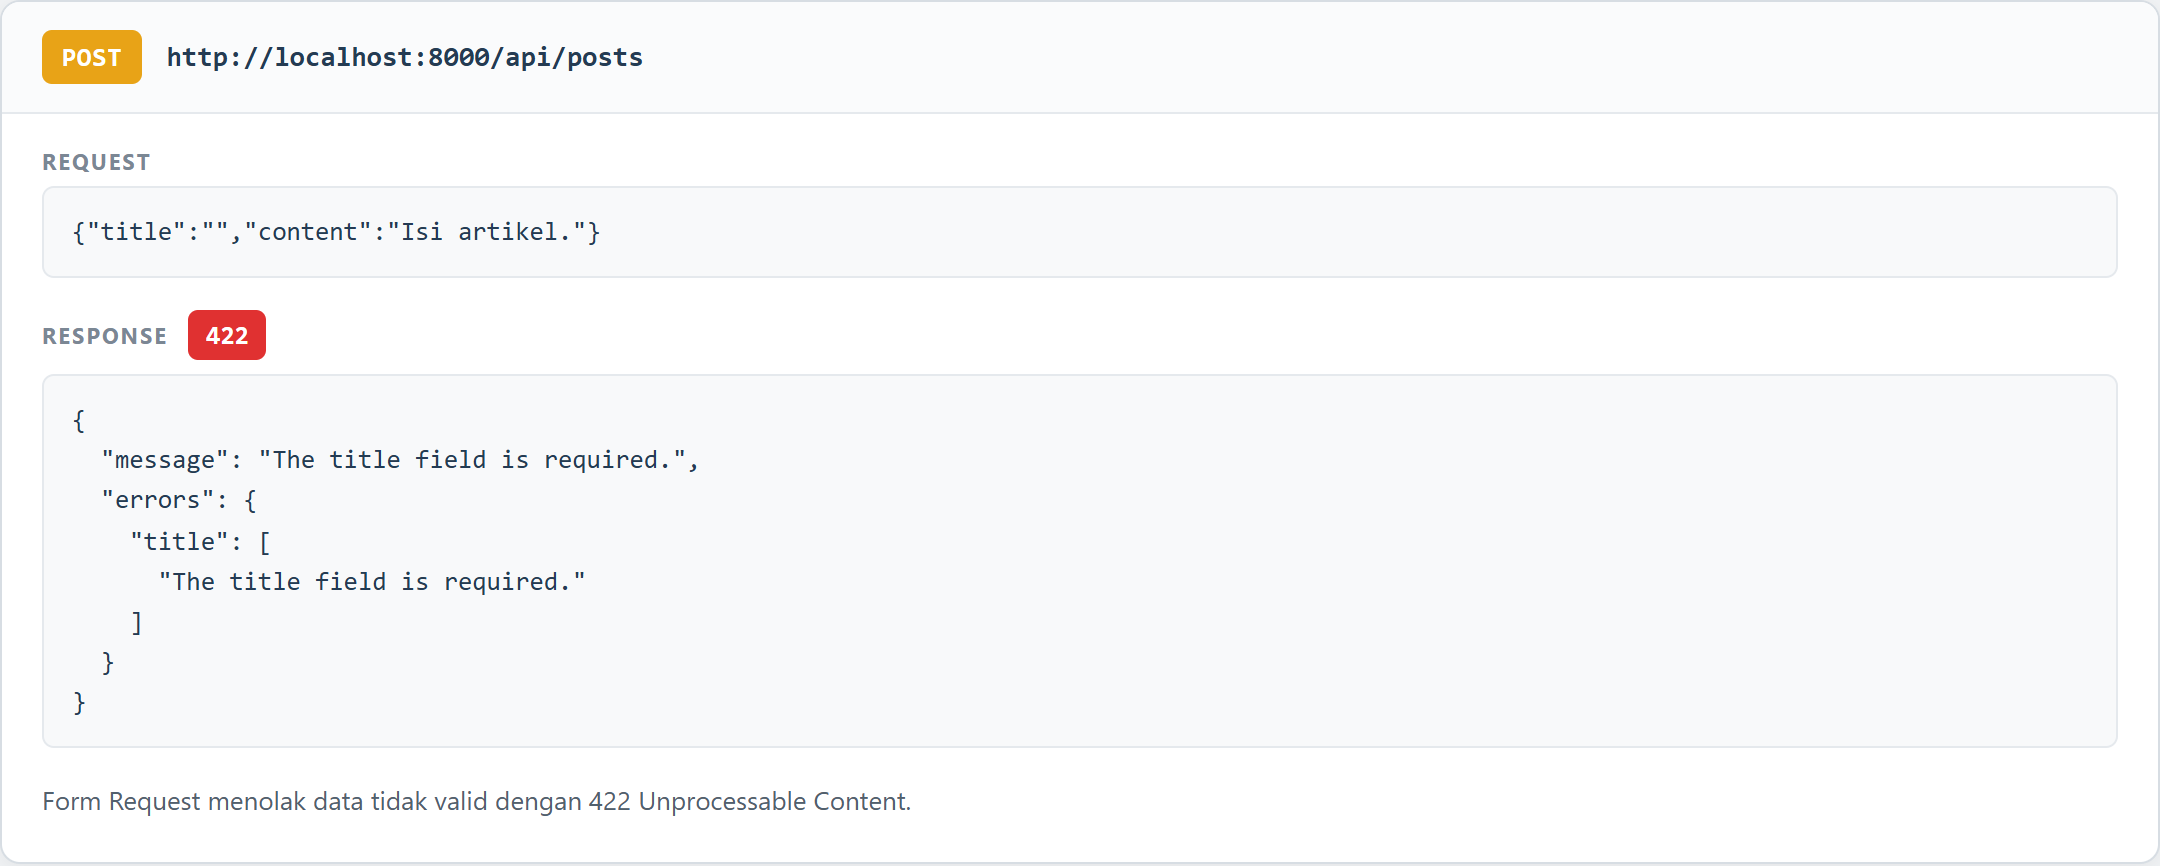 POST http://localhost:8000/api/posts
REQUEST
{"title":"","content":"Isi artikel."}
RESPONSE 422
{
  "message": "The title field is required.",
  "errors": {
    "title": [
      "The title field is required."
    ]
  }
}
Form Request menolak data tidak valid dengan 422 Unprocessable Content.